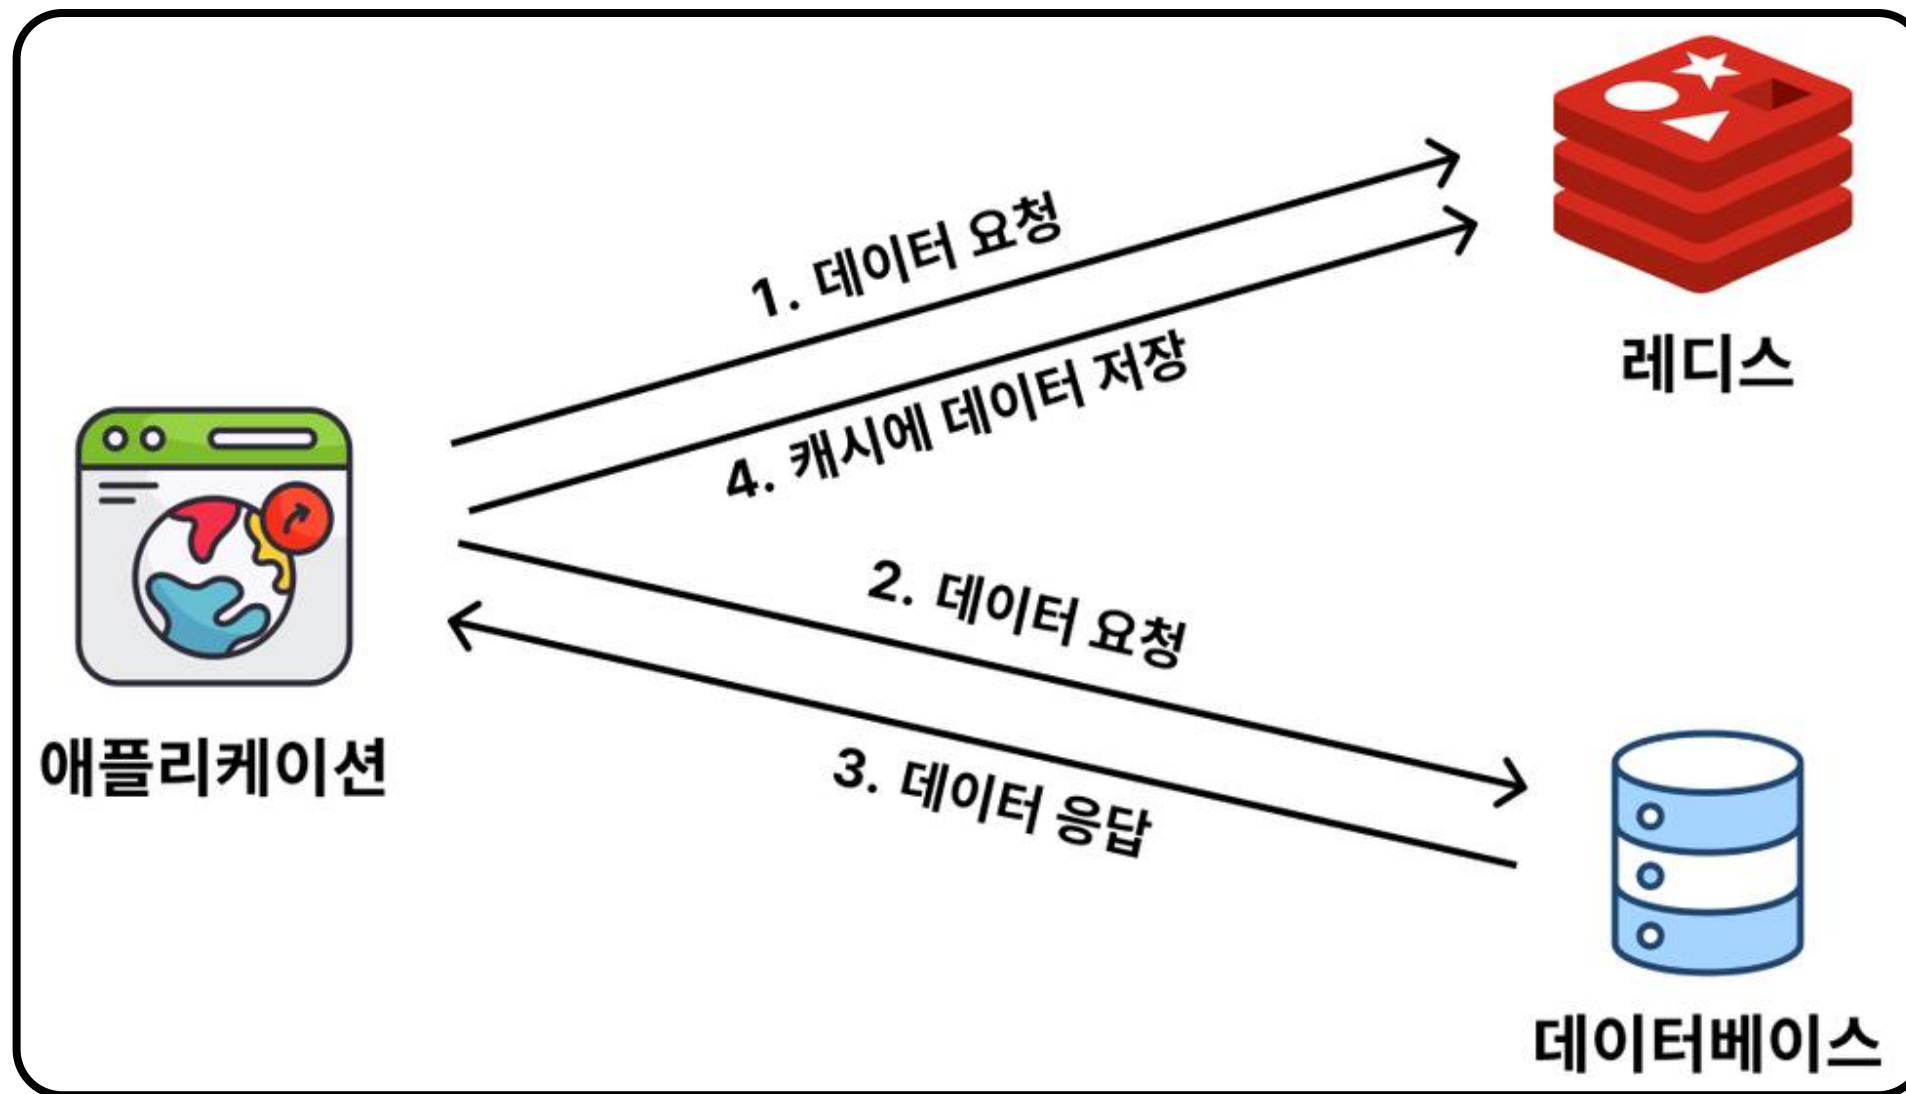 1. 데이터 요청
레디스
4. 캐시에 데이터 저장
2. 데이터 요청
애플리케이션
3. 데이터 응답
데이터베이스